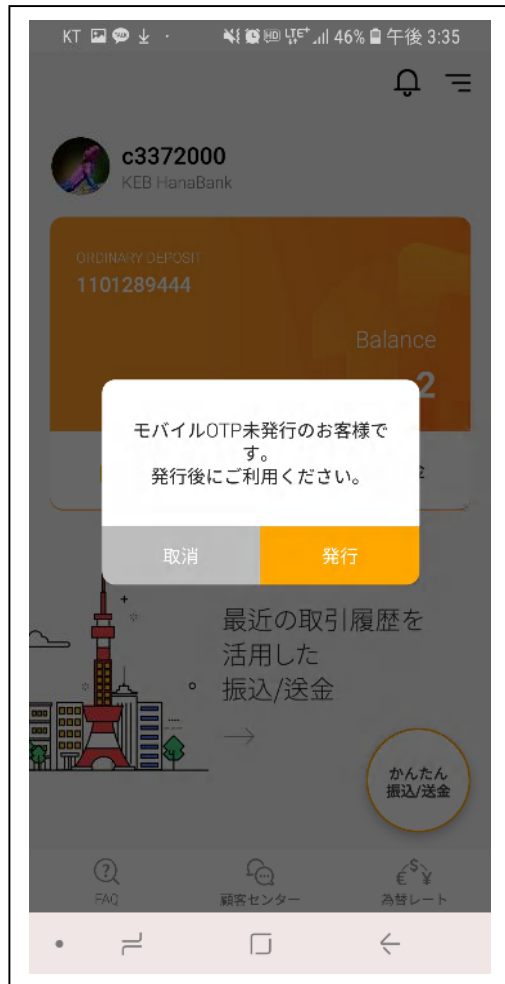 KT
LTE+ 46% 午後 3:35
c3372000
KEB HanaBank
ORDINARY DEPOSIT
1101289444
Balance
2
モバイルOTP未発行のお客様で
す。
発行後にご利用ください。
取消
発行
最近の取引履歴を
活用した
振込/送金
→
かんたん
振込/送金
FAQ
顧客センター
為替レート